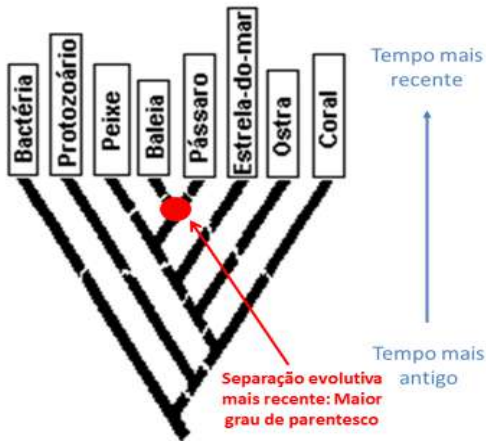 Bactéria
Protozoário
Peixe
Baleia
Pássaro
Estrela-do-mar
Ostra
Coral
Tempo mais
recente
Tempo mais
antigo
Separação evolutiva
mais recente: Maior
grau de parentesco